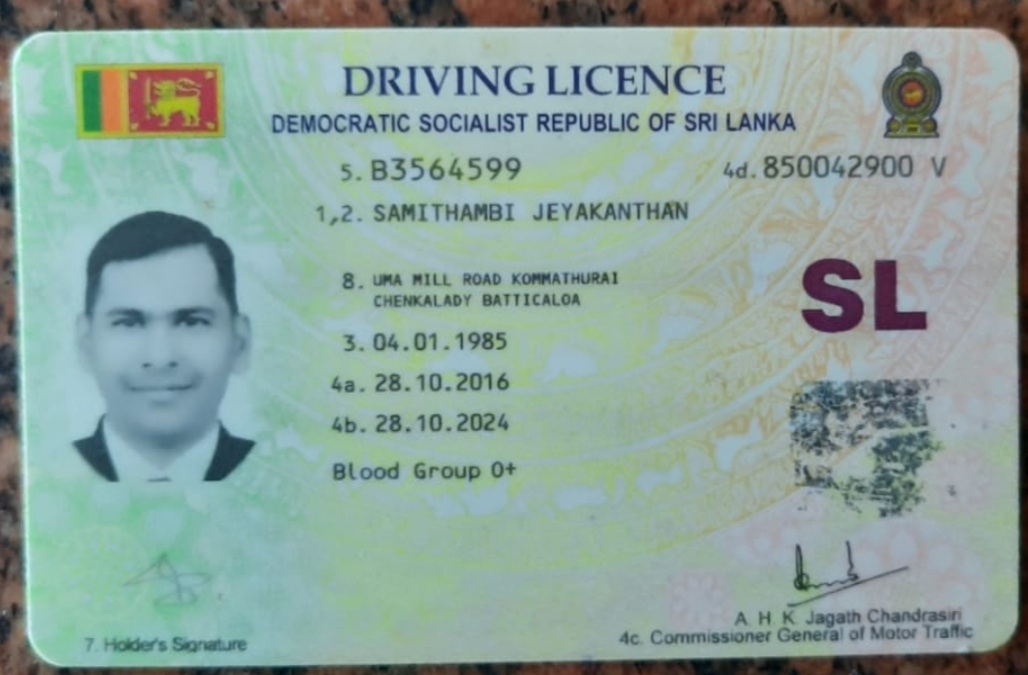 DRIVING LICENCE
DEMOCRATIC SOCIALIST REPUBLIC OF SRI LANKA
5. B3564599
4d. 850042900 V
1,2. SAMITHAMBI JEYAKANTHAN
8. UMA MILL ROAD KOMMATHURAI
CHENKALADY BATTICALOA
SL
3. 04.01.1985
4a. 28.10.2016
4b. 28.10.2024
Blood Group O+
7. Holder's Signature
A. H. K. Jagath Chandrasiri
4c. Commissioner General of Motor Traffic